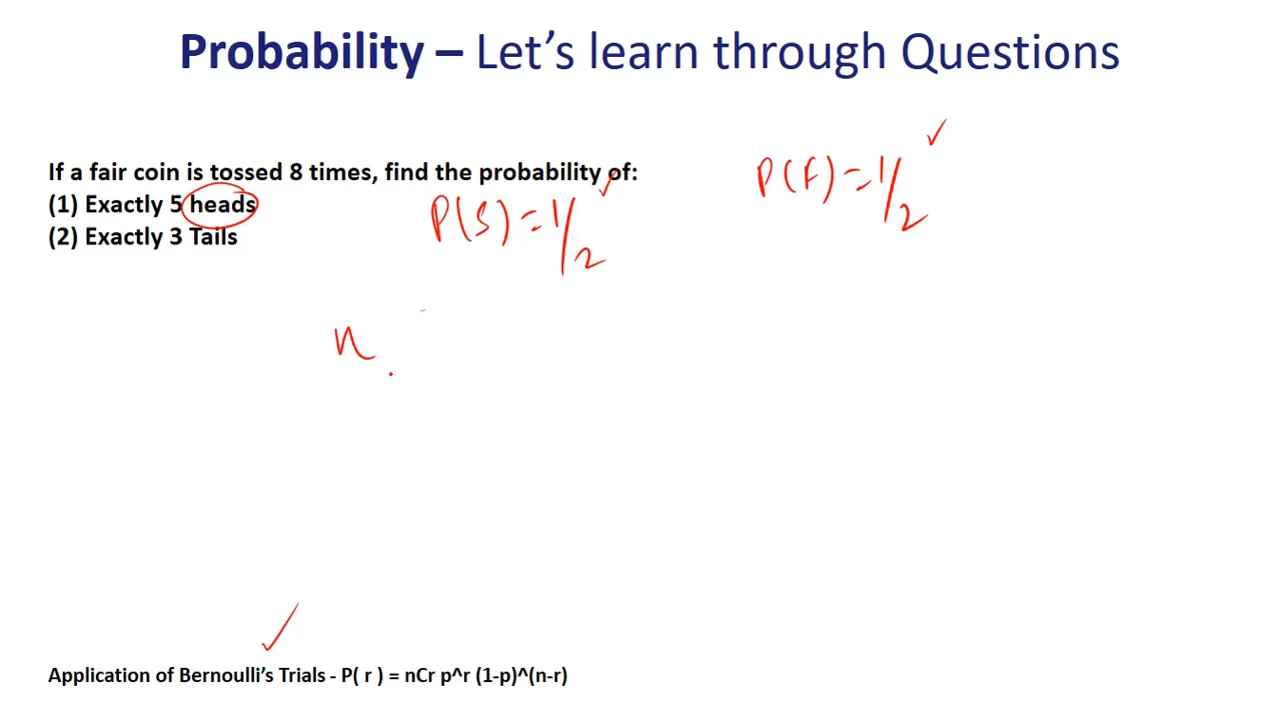 Probability – Let's learn through Questions
If a fair coin is tossed 8 times, find the probability of:
(1) Exactly 5 heads
(2) Exactly 3 Tails
P(S) = 1/2
P(F) = 1/2
n
Application of Bernoulli's Trials - P( r ) = nCr p^r (1-p)^(n-r)